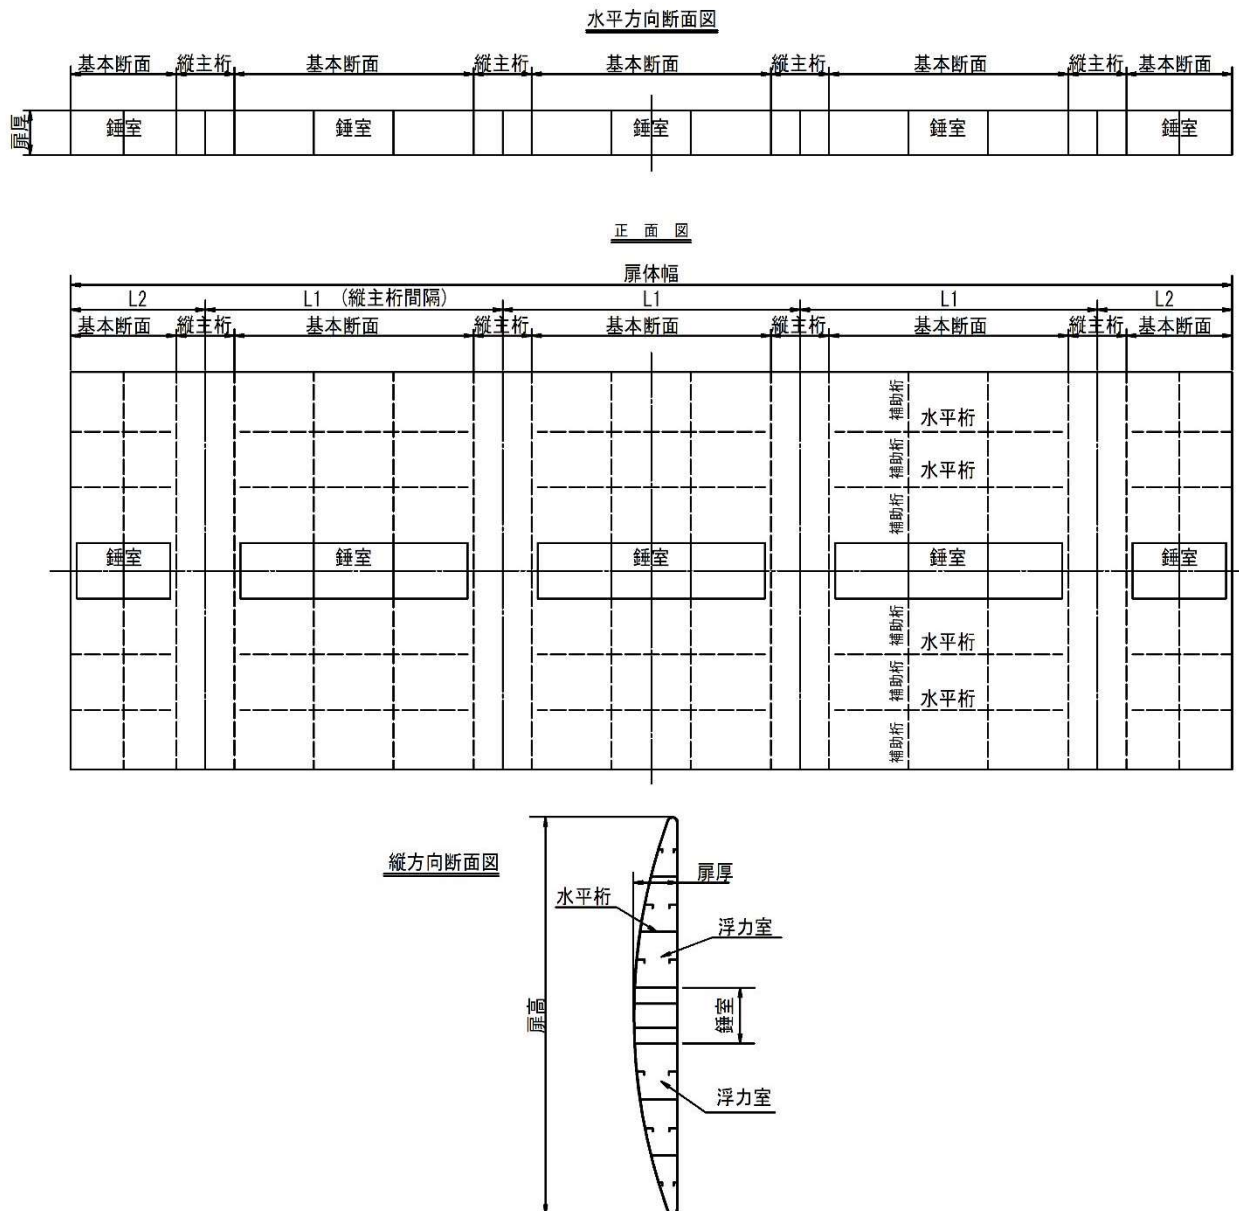 水平方向断面図
基本断面 縦主桁 基本断面 縦主桁 基本断面 縦主桁 基本断面 縦主桁 基本断面
扉厚 錘室 錘室 錘室 錘室 錘室
正 面 図
扉体幅
L2 L1 (縦主桁間隔) L1 L1 L2
基本断面 縦主桁 基本断面 縦主桁 基本断面 縦主桁 基本断面 縦主桁 基本断面
補助桁 水平桁
補助桁 水平桁
補助桁
錘室 錘室 錘室 錘室 錘室
補助桁 水平桁
補助桁 水平桁
補助桁
縦方向断面図
扉厚
水平桁
浮力室
扉高 錘室
浮力室